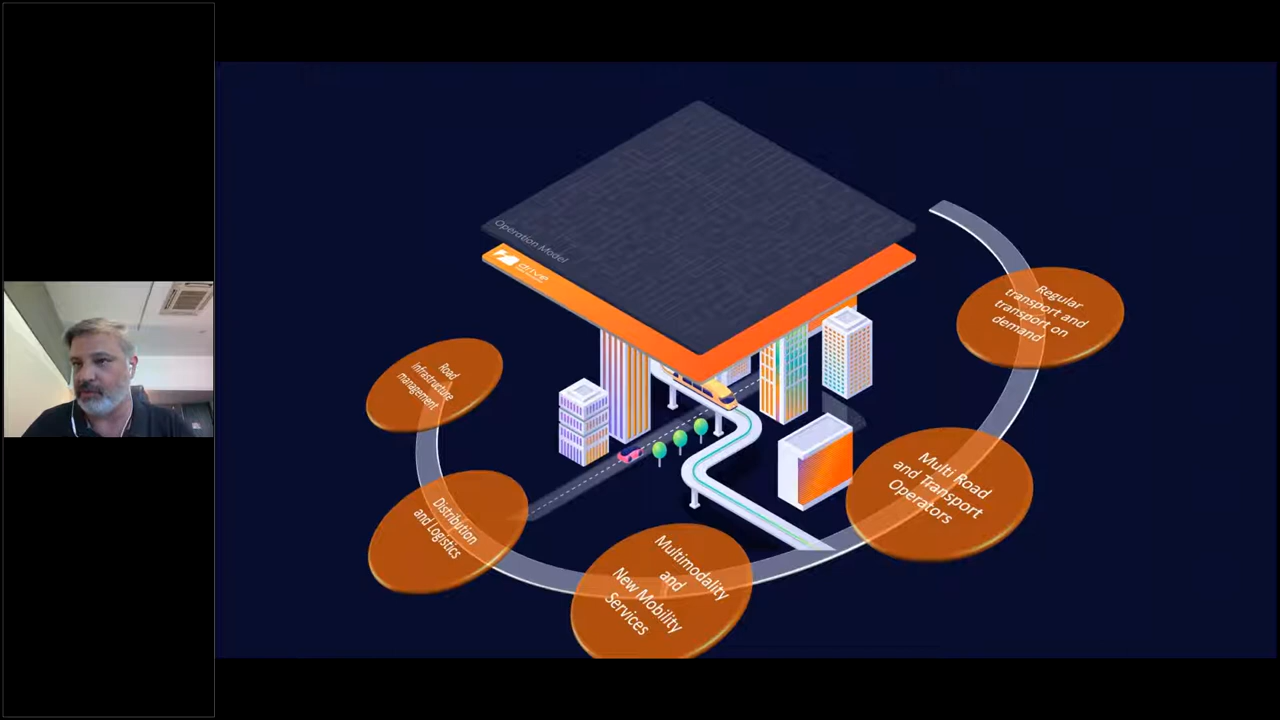 Operation Model
drive
Regular
transport and
transport on
demand
Road
Infrastructure
management
Multi Road
and Transport
Operators
Distribution
and Logistics
Multimodality
and
New Mobility
Services